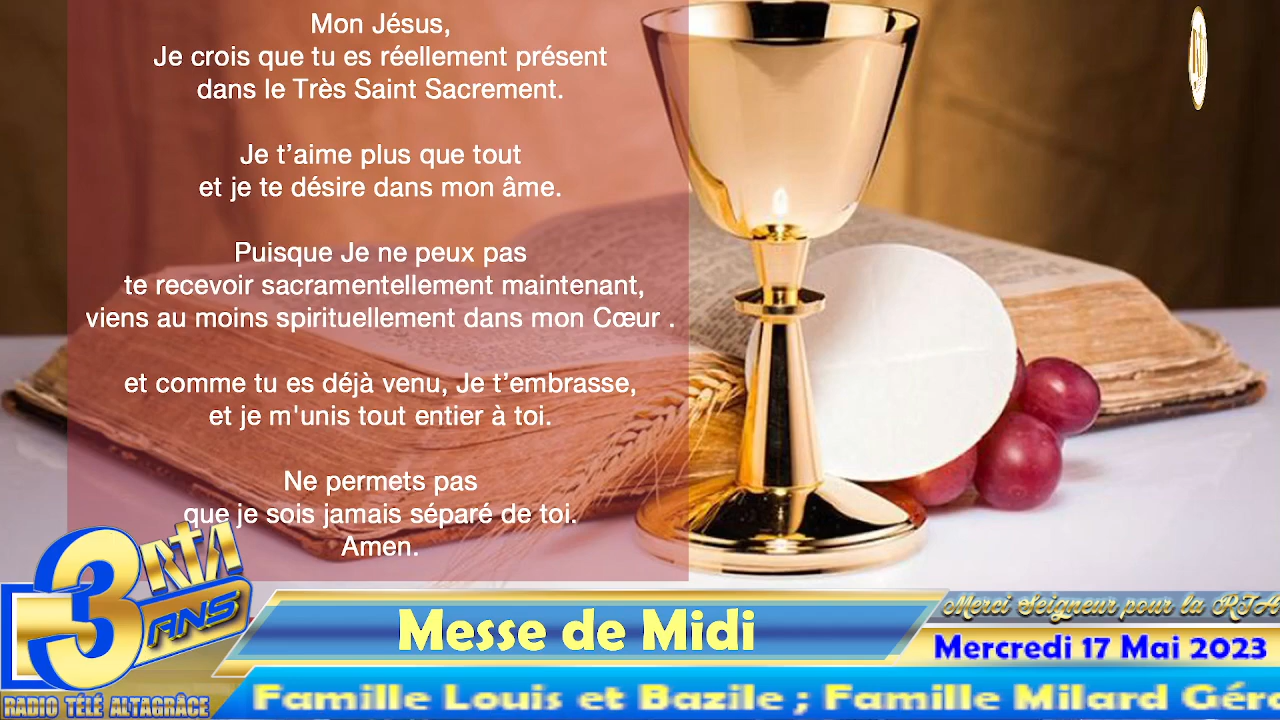 Mon Jésus,
Je crois que tu es réellement présent
dans le Très Saint Sacrement.
Je t’aime plus que tout
et je te désire dans mon âme.
Puisque Je ne peux pas
te recevoir sacramentellement maintenant,
viens au moins spirituellement dans mon Cœur .
et comme tu es déjà venu, Je t’embrasse,
et je m'unis tout entier à toi.
Ne permets pas
que je sois jamais séparé de toi.
Amen.
3 ANS
RTA
RADIO TÉLÉ ALTAGRÂCE
Messe de Midi
Merci Seigneur pour la RTA
Mercredi 17 Mai 2023
Famille Louis et Bazile ; Famille Milard